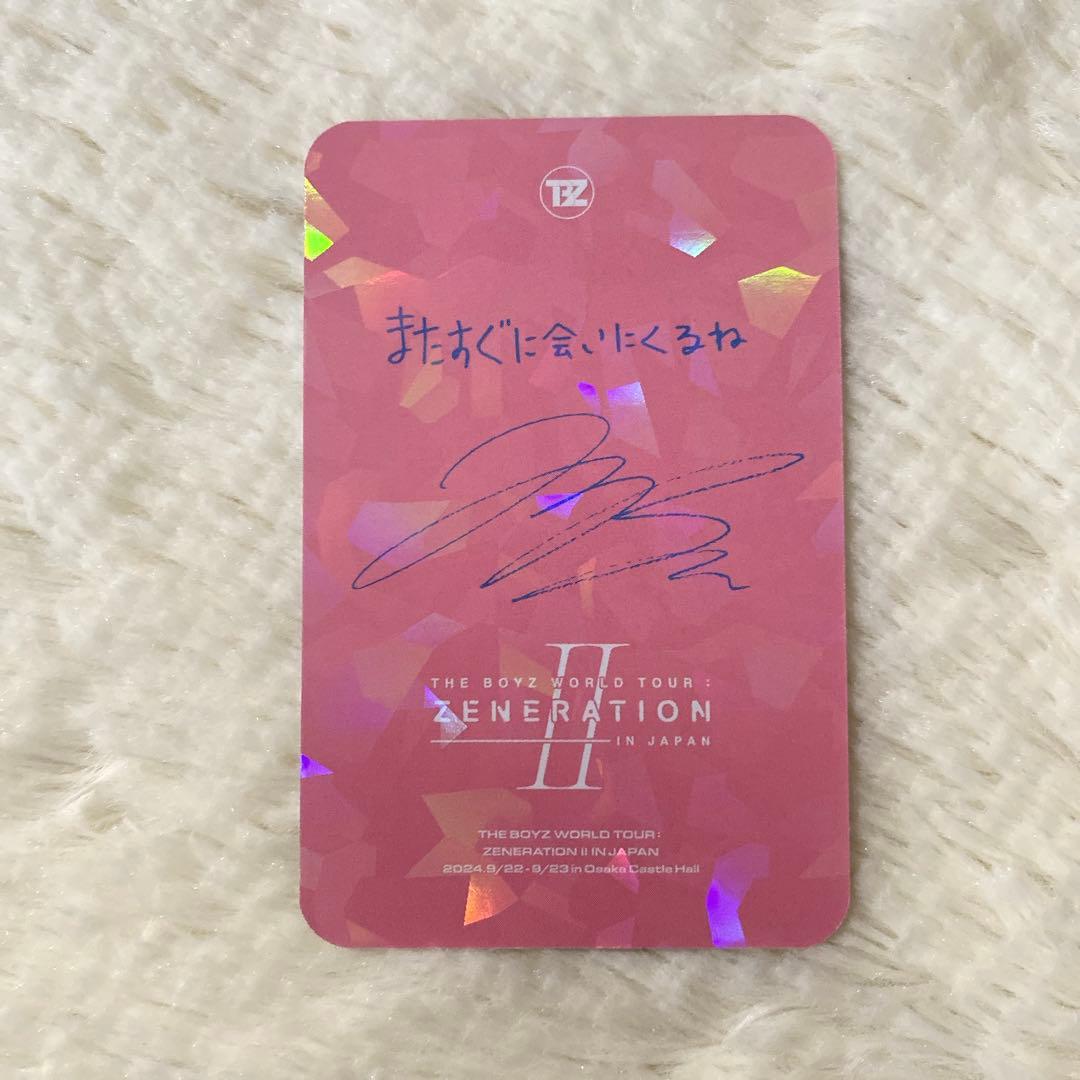 TBZ
またすぐに会いにくるね
II
THE BOYZ WORLD TOUR :
ZENERATION
IN JAPAN
THE BOYZ WORLD TOUR :
ZENERATION II IN JAPAN
2024.9/22-9/23 in Osaka Castle Hall